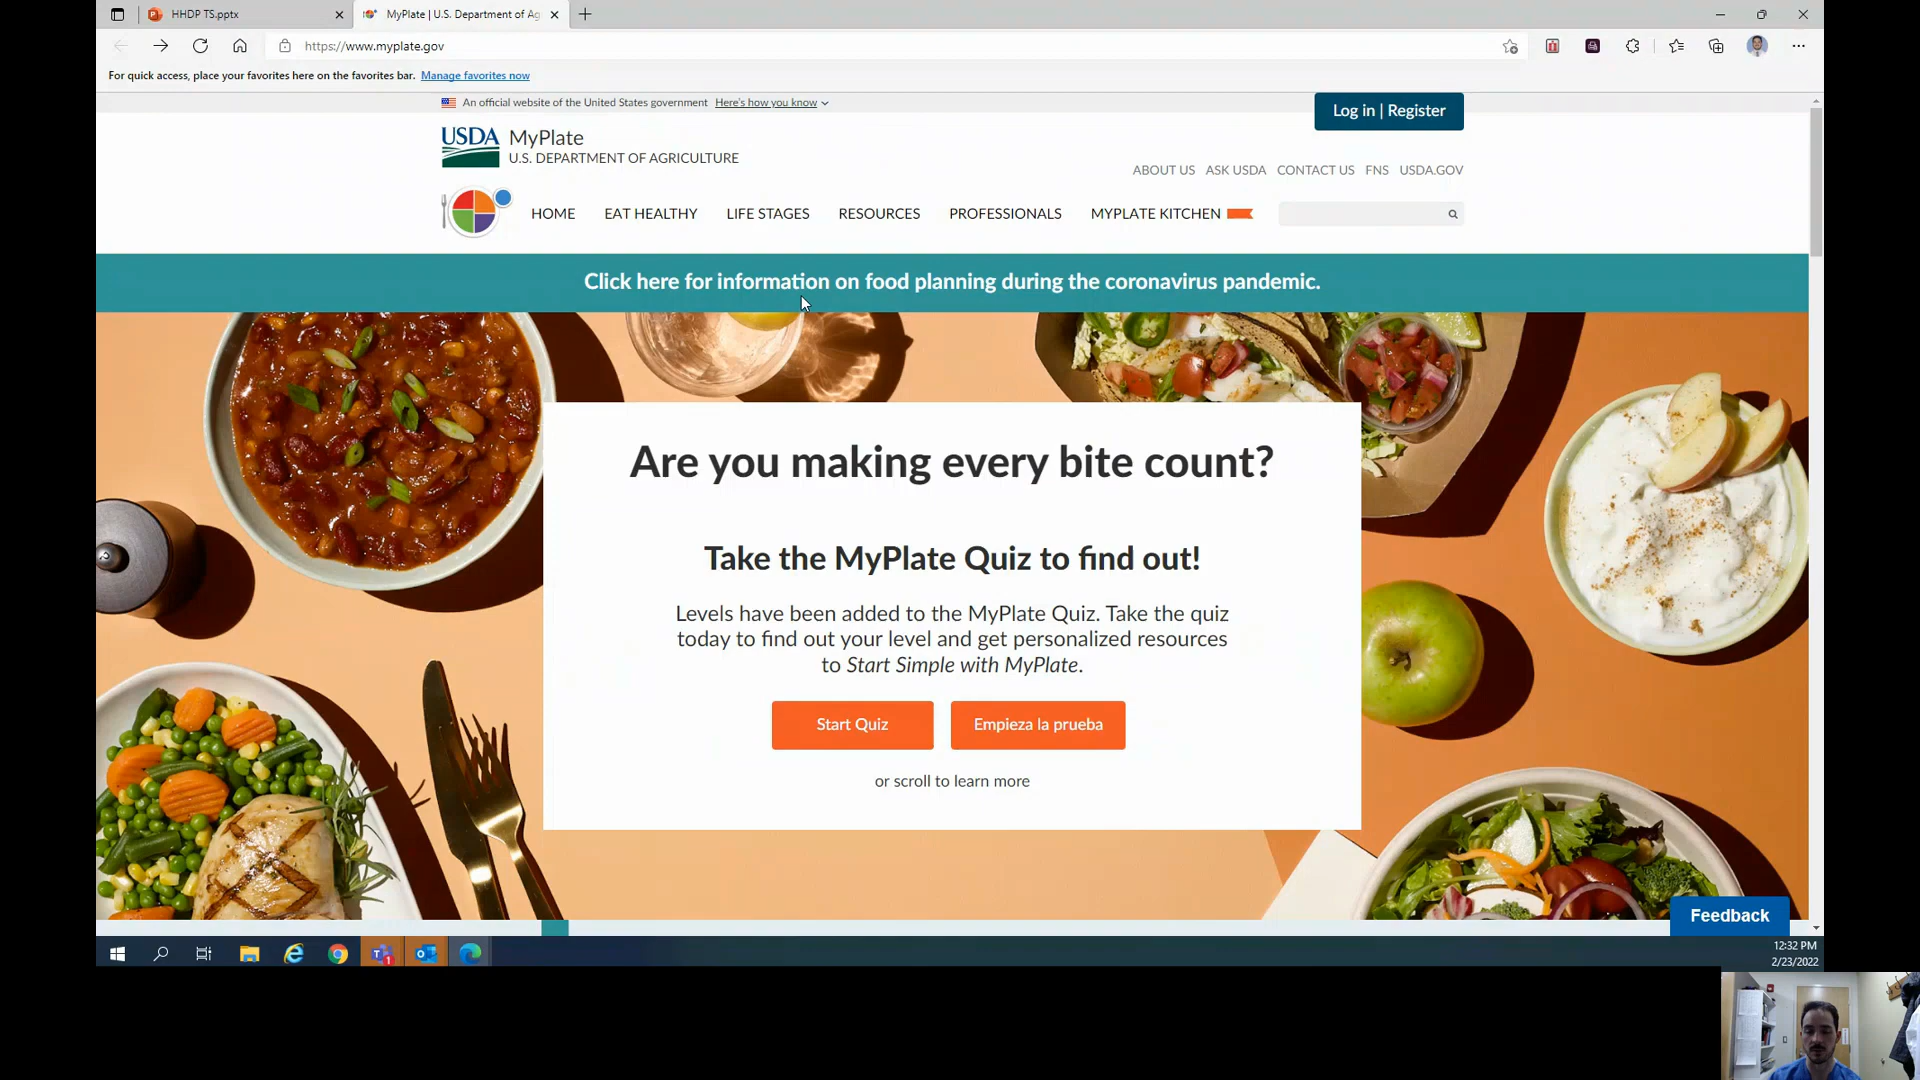 HHDP TS.pptx
MyPlate | U.S. Department of Ag
https://www.myplate.gov
For quick access, place your favorites here on the favorites bar. Manage favorites now
An official website of the United States government Here's how you know
Log in | Register
USDA MyPlate
U.S. DEPARTMENT OF AGRICULTURE
ABOUT US ASK USDA CONTACT US FNS USDA.GOV
HOME EAT HEALTHY LIFE STAGES RESOURCES PROFESSIONALS MYPLATE KITCHEN
Click here for information on food planning during the coronavirus pandemic.
Are you making every bite count?
Take the MyPlate Quiz to find out!
Levels have been added to the MyPlate Quiz. Take the quiz
today to find out your level and get personalized resources
to Start Simple with MyPlate.
Start Quiz Empieza la prueba
or scroll to learn more
Feedback
1
12:32 PM
2/23/2022